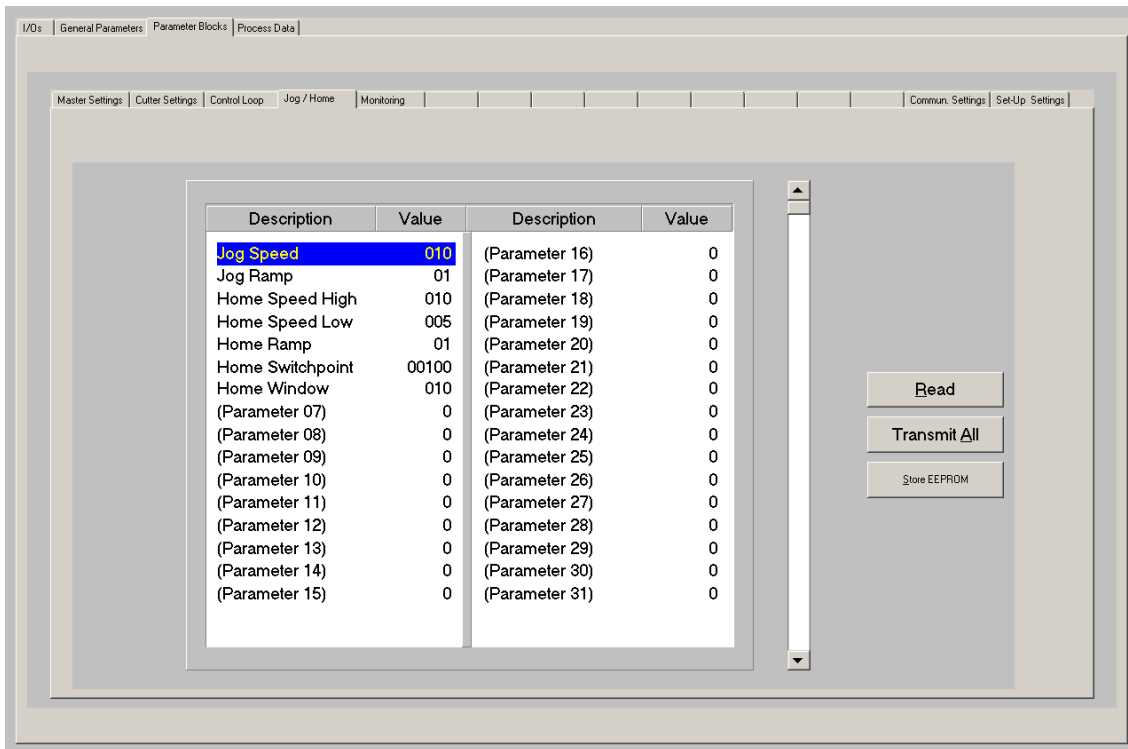 I/Os General Parameters Parameter Blocks Process Data
Master Settings Cutter Settings Control Loop Jog / Home Monitoring Commun. Settings Set-Up Settings
Description Value Description Value
Jog Speed 010 (Parameter 16) 0
Jog Ramp 01 (Parameter 17) 0
Home Speed High 010 (Parameter 18) 0
Home Speed Low 005 (Parameter 19) 0
Home Ramp 01 (Parameter 20) 0
Home Switchpoint 00100 (Parameter 21) 0
Home Window 010 (Parameter 22) 0
(Parameter 07) 0 (Parameter 23) 0
(Parameter 08) 0 (Parameter 24) 0
(Parameter 09) 0 (Parameter 25) 0
(Parameter 10) 0 (Parameter 26) 0
(Parameter 11) 0 (Parameter 27) 0
(Parameter 12) 0 (Parameter 28) 0
(Parameter 13) 0 (Parameter 29) 0
(Parameter 14) 0 (Parameter 30) 0
(Parameter 15) 0 (Parameter 31) 0
Read
Transmit All
Store EEPROM